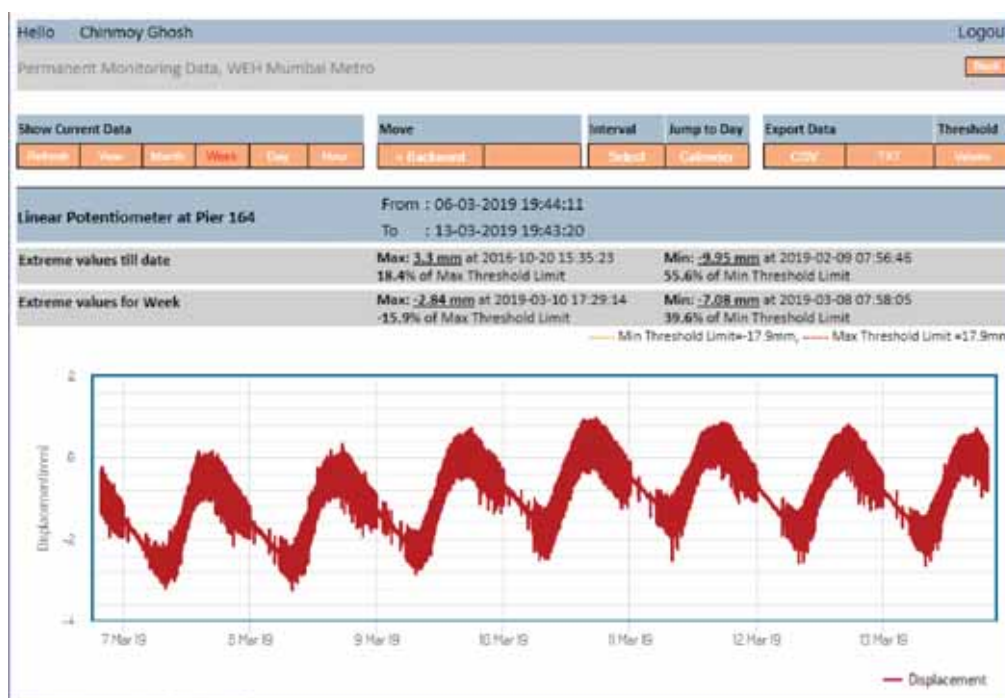 Hello Chinmoy Ghosh Logou
Permanent Monitoring Data, WEH Mumbai Metro
Back
Show Current Data Move Interval Jump to Day Export Data Threshold
Refresh Year Month Week Day Hour < Backward Select Calender CSV TXT Values
Linear Potentiometer at Pier 164
From : 06-03-2019 19:44:11
To : 13-03-2019 19:43:20
Extreme values till date Max: 3.3 mm at 2016-10-20 15:35:23 Min: -9.95 mm at 2019-02-09 07:56:46
18.4% of Max Threshold Limit 55.6% of Min Threshold Limit
Extreme values for Week Max: -2.84 mm at 2019-03-10 17:29:14 Min: -7.08 mm at 2019-03-08 07:58:05
-15.9% of Max Threshold Limit 39.6% of Min Threshold Limit
Min Threshold Limit=-17.9mm, Max Threshold Limit =17.9mm
Displacement(mm)
0
-2
-4
7 Mar 19 8 Mar 19 9 Mar 19 10 Mar 19 11 Mar 19 12 Mar 19 13 Mar 19
Displacement